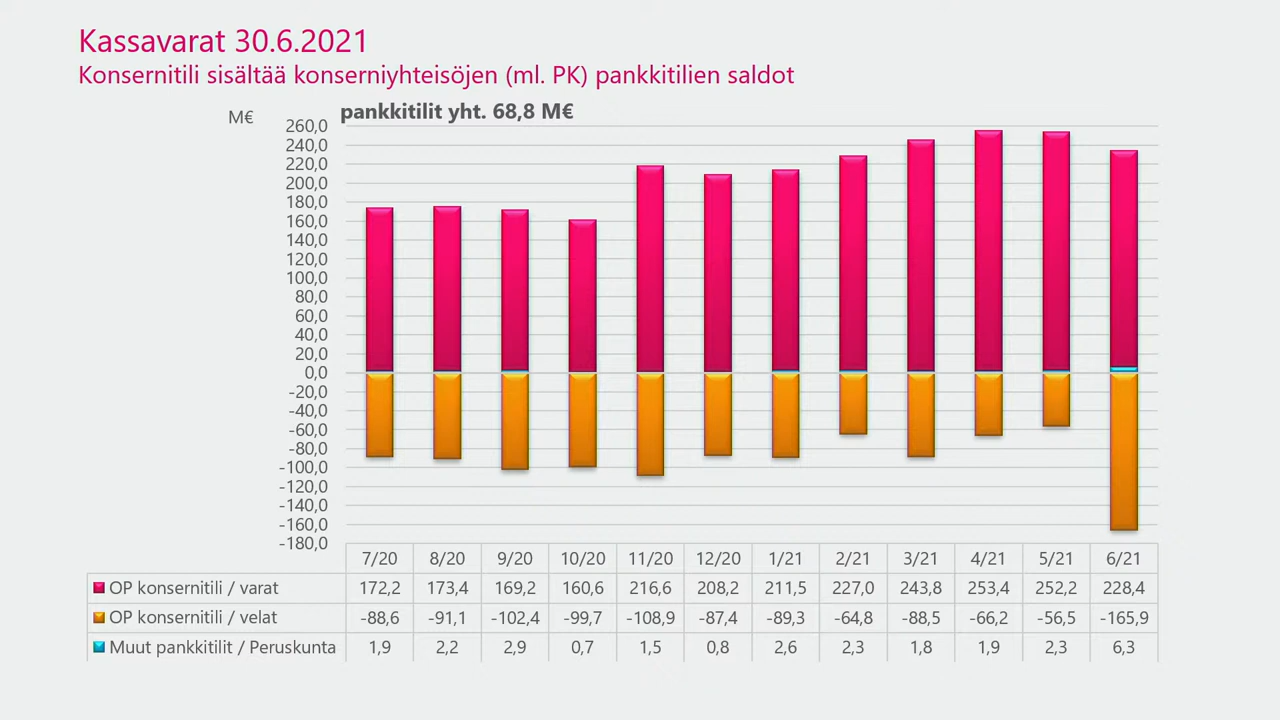 Kassavarat 30.6.2021
Konsernitili sisältää konserniyhteisöjen (ml. PK) pankkitilien saldot
M€
pankkitilit yht. 68,8 M€
260,0
240,0
220,0
200,0
180,0
160,0
140,0
120,0
100,0
80,0
60,0
40,0
20,0
0,0
-20,0
-40,0
-60,0
-80,0
-100,0
-120,0
-140,0
-160,0
-180,0
7/20 8/20 9/20 10/20 11/20 12/20 1/21 2/21 3/21 4/21 5/21 6/21
OP konsernitili / varat 172,2 173,4 169,2 160,6 216,6 208,2 211,5 227,0 243,8 253,4 252,2 228,4
OP konsernitili / velat -88,6 -91,1 -102,4 -99,7 -108,9 -87,4 -89,3 -64,8 -88,5 -66,2 -56,5 -165,9
Muut pankkitilit / Peruskunta 1,9 2,2 2,9 0,7 1,5 0,8 2,6 2,3 1,8 1,9 2,3 6,3